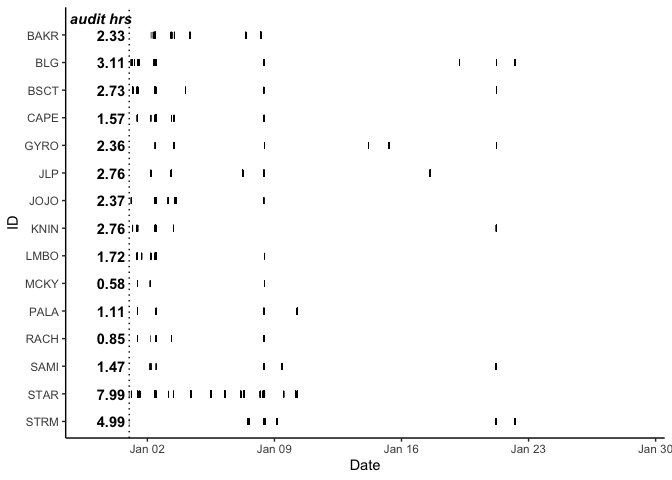 audit hrs
BAKR 2.33
BLG 3.11
BSCT 2.73
CAPE 1.57
GYRO 2.36
JLP 2.76
JOJO 2.37
KNIN 2.76
LMBO 1.72
MCKY 0.58
PALA 1.11
RACH 0.85
SAMI 1.47
STAR 7.99
STRM 4.99
ID
Jan 02 Jan 09 Jan 16 Jan 23 Jan 30
Date